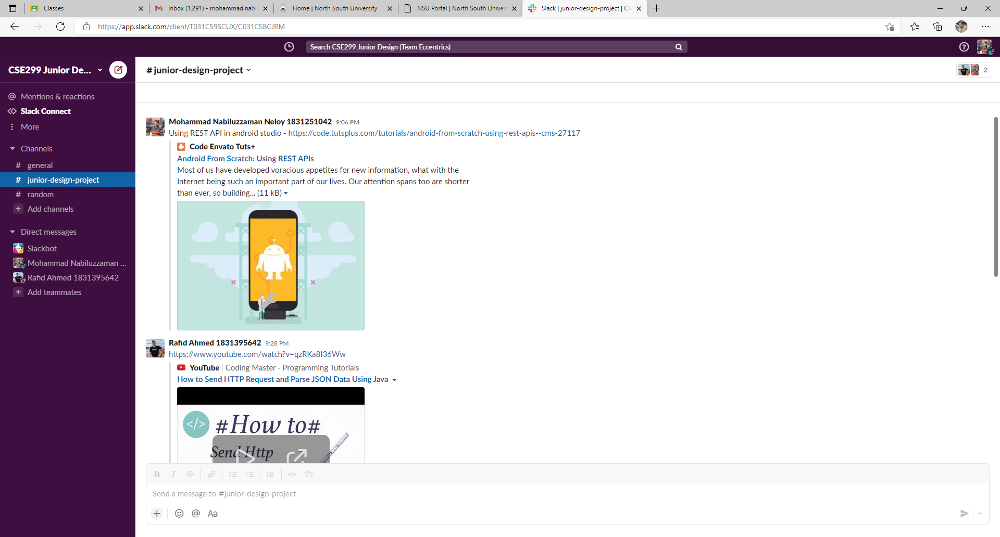 Classes
Inbox (1,291) - mohammad.nabil
Home | North South University
NSU Portal | North South Univers
Slack | junior-design-project | CS
https://app.slack.com/client/T031CS9SCUX/C031CSBCJRM
Search CSE299 Junior Design (Team Eccentrics)
CSE299 Junior De...
# junior-design-project
2
Mentions & reactions
Slack Connect
More
Channels
# general
# junior-design-project
# random
+ Add channels
Direct messages
Slackbot
Mohammad Nabiluzzaman ...
Rafid Ahmed 1831395642
+ Add teammates
Mohammad Nabiluzzaman Neloy 1831251042 9:06 PM
Using REST API in android studio - https://code.tutsplus.com/tutorials/android-from-scratch-using-rest-apis--cms-27117
Code Envato Tuts+
Android From Scratch: Using REST APIs
Most of us have developed voracious appetites for new information, what with the
Internet being such an important part of our lives. Our attention spans too are shorter
than ever, so building... (11 kB)
Rafid Ahmed 1831395642 9:28 PM
https://www.youtube.com/watch?v=qzRKa8I36Ww
YouTube | Coding Master - Programming Tutorials
How to Send HTTP Request and Parse JSON Data Using Java
</> #How to#
Send Http
B I S
Send a message to #junior-design-project
+ @ Aa